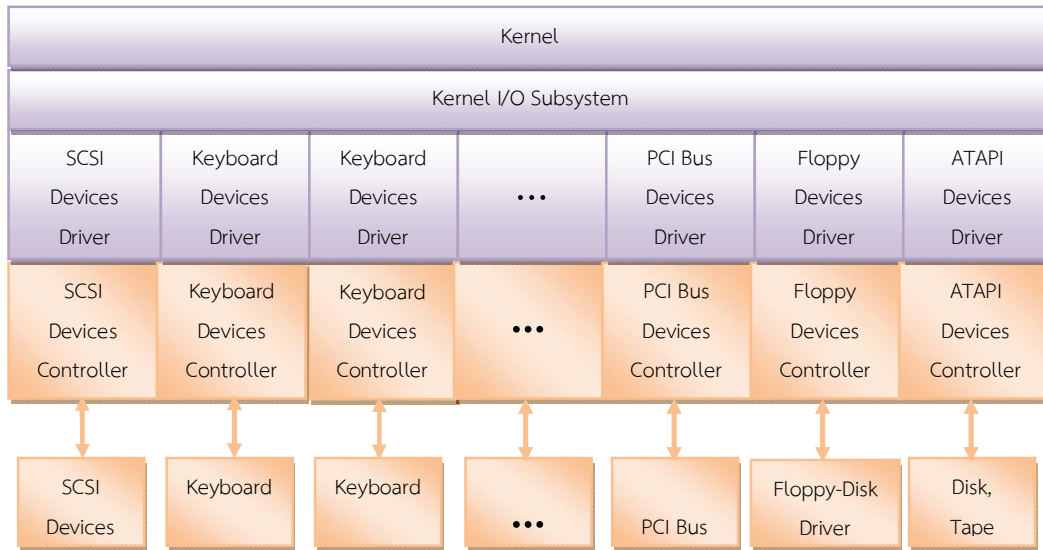 Kernel
Kernel I/O Subsystem
SCSI
Devices
Driver
Keyboard
Devices
Driver
Keyboard
Devices
Driver
...
PCI Bus
Devices
Driver
Floppy
Devices
Driver
ATAPI
Devices
Driver
SCSI
Devices
Controller
Keyboard
Devices
Controller
Keyboard
Devices
Controller
...
PCI Bus
Devices
Controller
Floppy
Devices
Controller
ATAPI
Devices
Controller
SCSI
Devices
Keyboard
Keyboard
...
PCI Bus
Floppy-Disk
Driver
Disk,
Tape